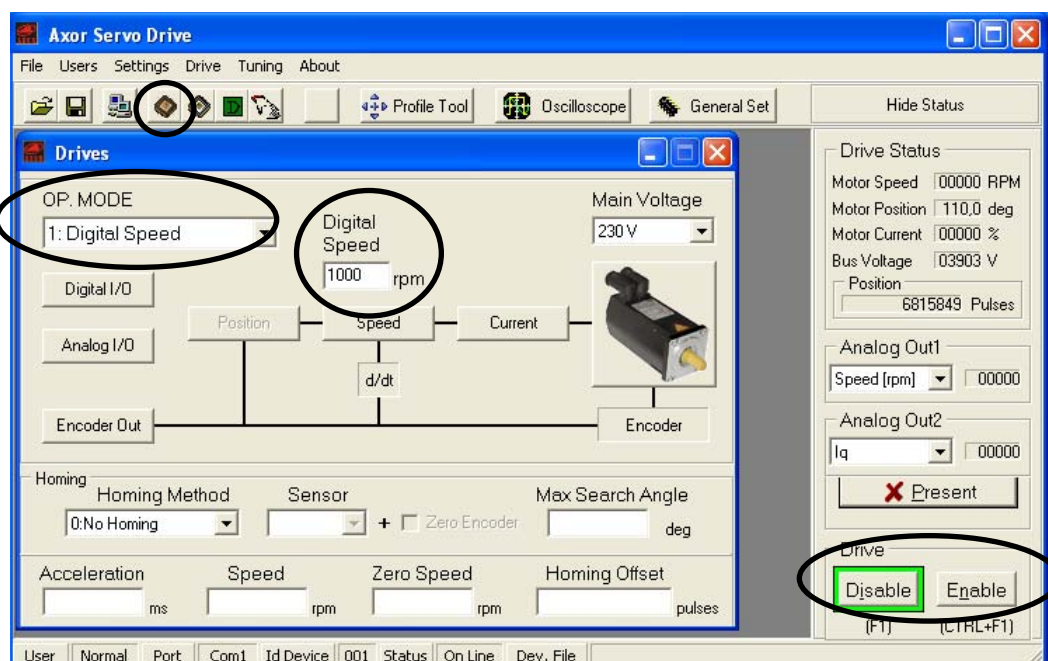 Axor Servo Drive
File Users Settings Drive Tuning About
Profile Tool Oscilloscope General Set Hide Status
Drives
OP. MODE
1: Digital Speed
Digital
Speed
1000 rpm
Main Voltage
230 V
Digital I/O
Analog I/O
Position Speed Current
d/dt
Encoder Out Encoder
Homing
Homing Method Sensor Max Search Angle
0:No Homing + Zero Encoder deg
Acceleration Speed Zero Speed Homing Offset
ms rpm rpm pulses
Drive Status
Motor Speed 00000 RPM
Motor Position 110,0 deg
Motor Current 00000 %
Bus Voltage 03903 V
Position
6815849 Pulses
Analog Out1
Speed [rpm] 00000
Analog Out2
Iq 00000
Present
Drive
Disable Enable
(F1) (CTRL+F1)
User Normal Port Com1 Id Device 001 Status On Line Dev. File